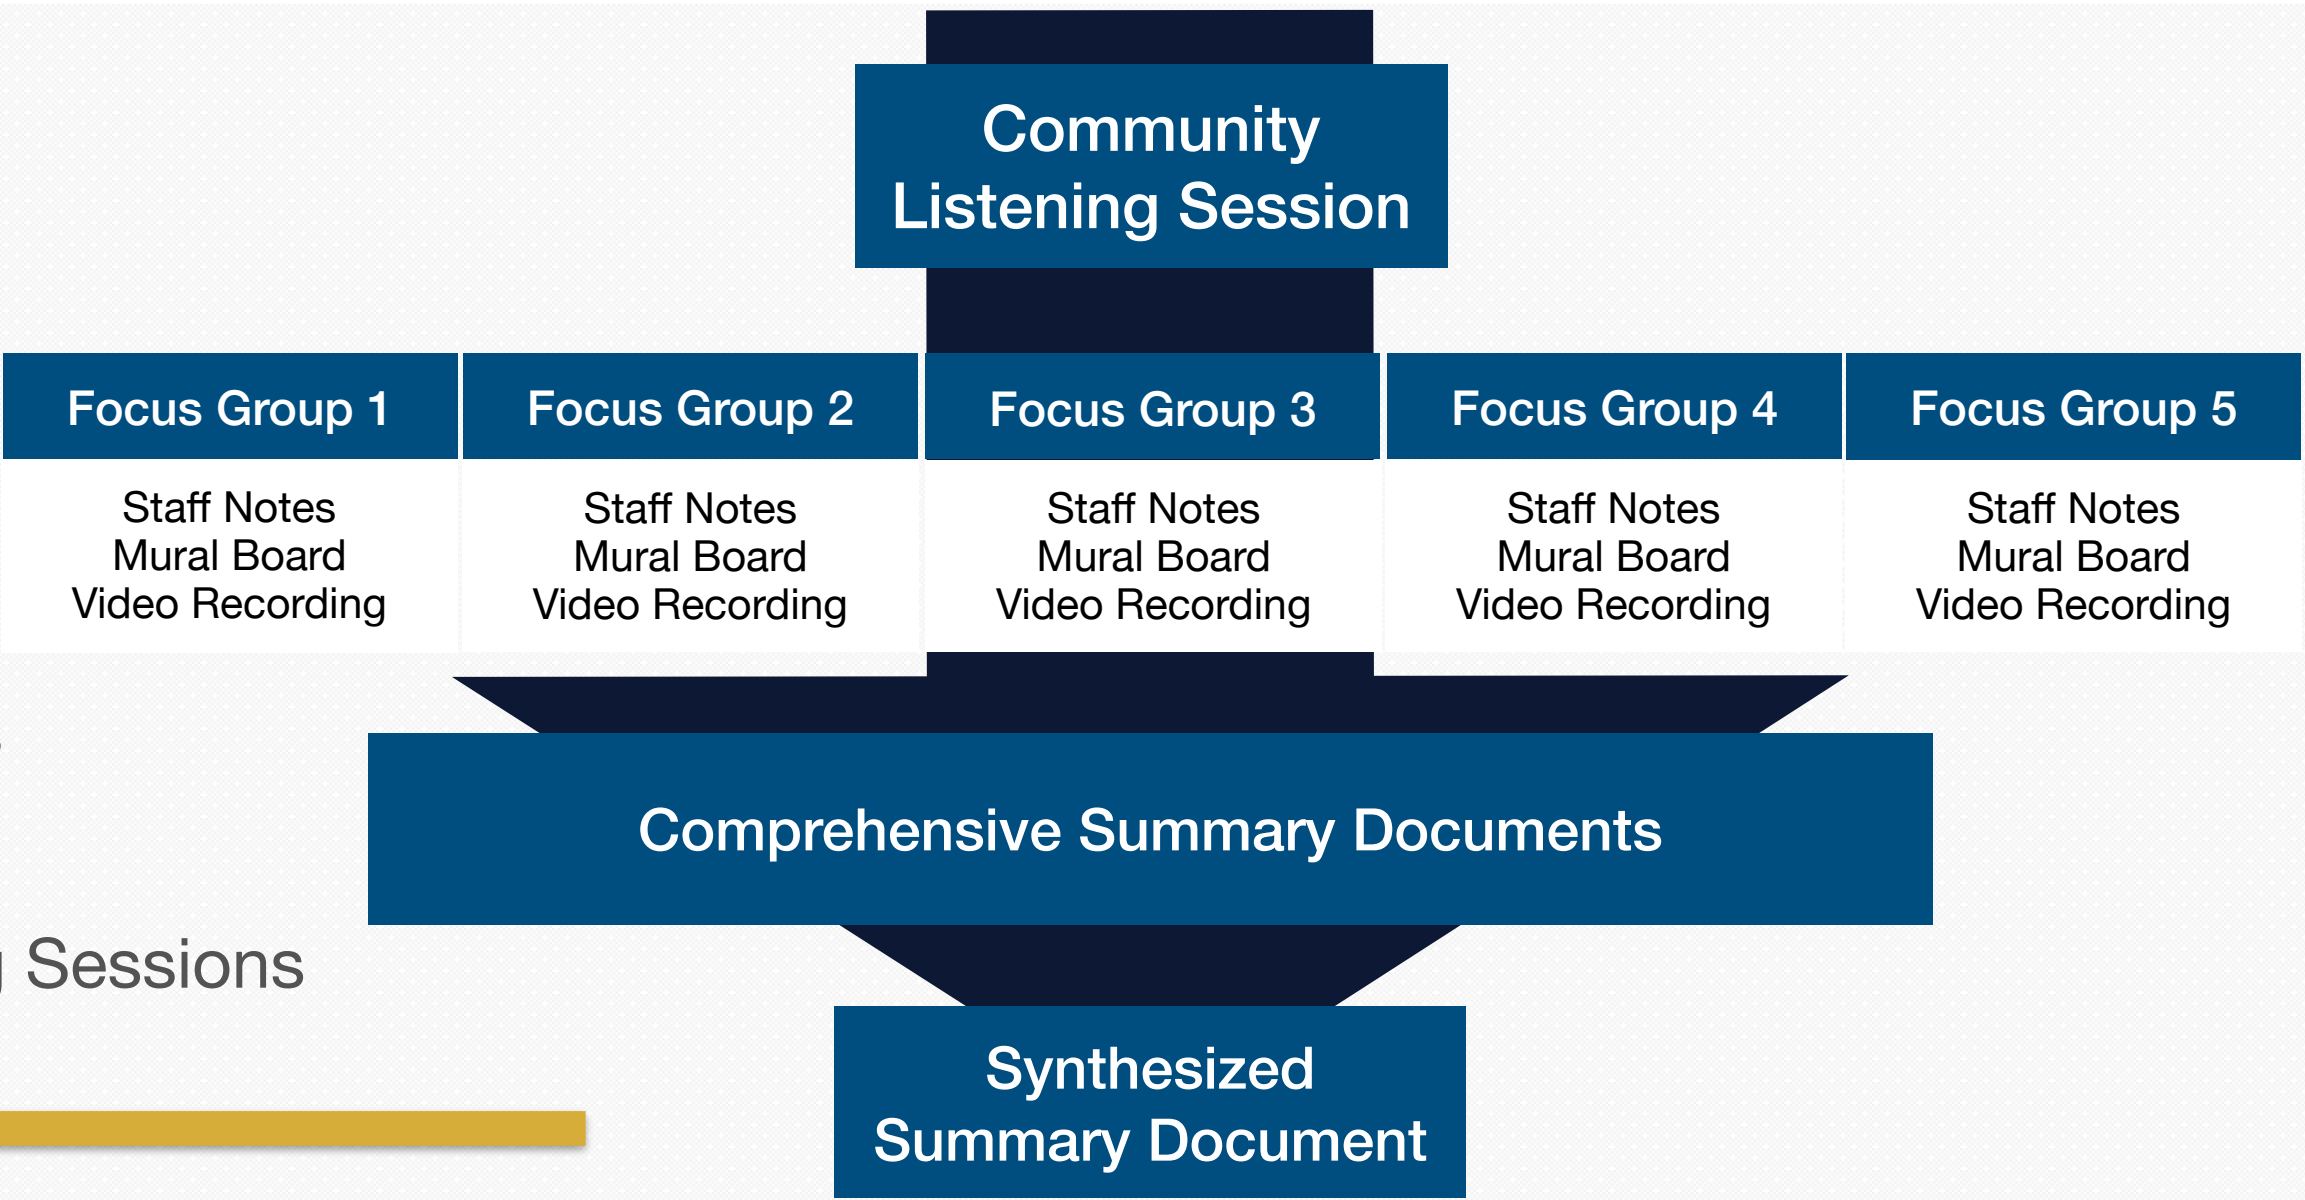 Community
Listening Session
Focus Group 1
Focus Group 2
Focus Group 3
Focus Group 4
Focus Group 5
Staff Notes
Mural Board
Video Recording
Staff Notes
Mural Board
Video Recording
Staff Notes
Mural Board
Video Recording
Staff Notes
Mural Board
Video Recording
Staff Notes
Mural Board
Video Recording
Comprehensive Summary Documents
Sessions
Synthesized
Summary Document